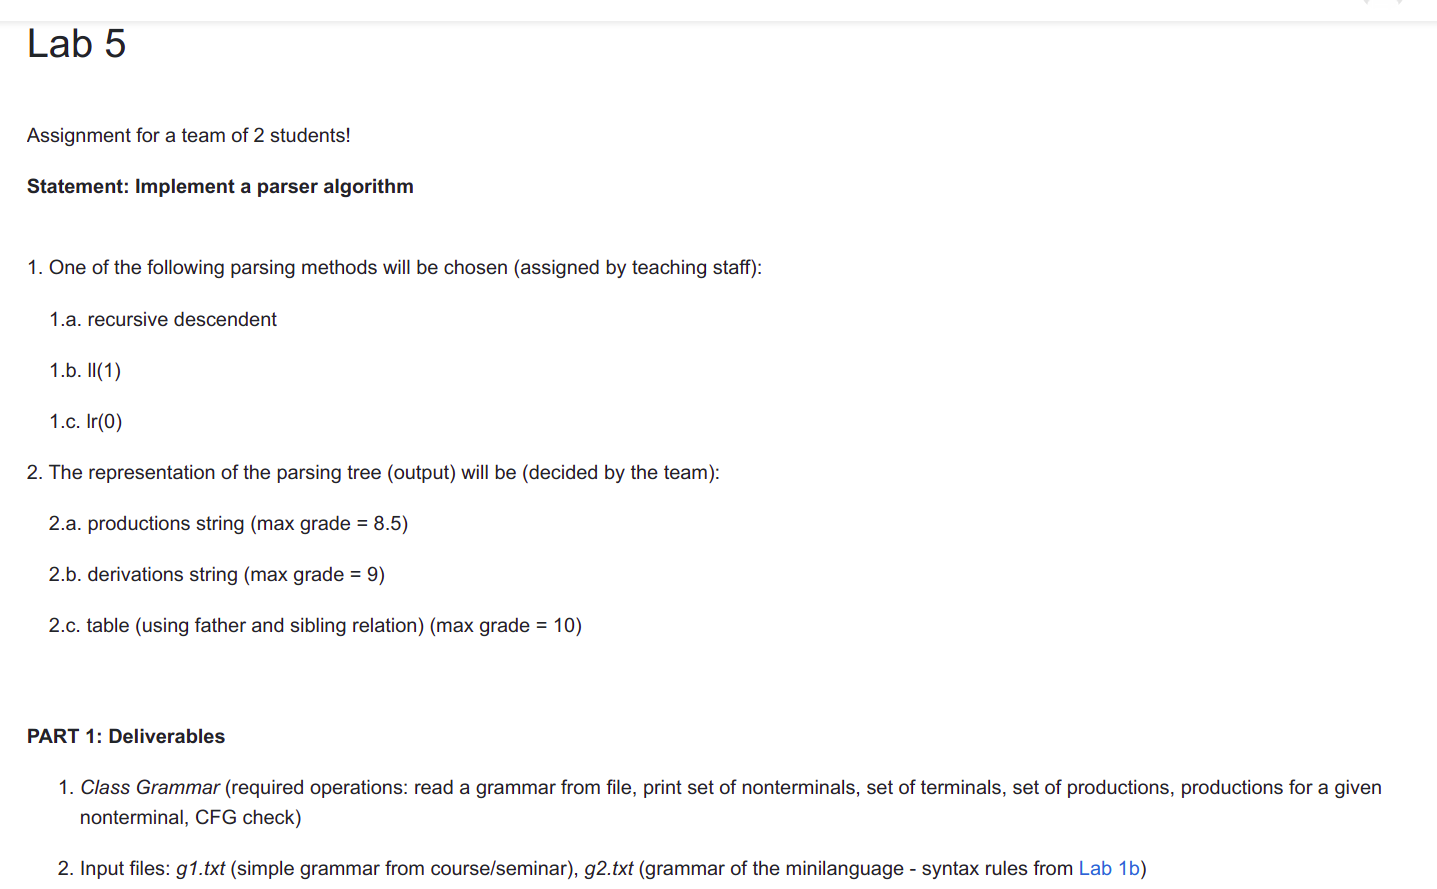 Lab 5
Assignment for a team of 2 students!
Statement: Implement a parser algorithm
1. One of the following parsing methods will be chosen (assigned by teaching staff):
1.a. recursive descendent
1.b. ll(1)
1.c. lr(0)
2. The representation of the parsing tree (output) will be (decided by the team):
2.a. productions string (max grade = 8.5)
2.b. derivations string (max grade = 9)
2.c. table (using father and sibling relation) (max grade = 10)
PART 1: Deliverables
1. Class Grammar (required operations: read a grammar from file, print set of nonterminals, set of terminals, set of productions, productions for a given
nonterminal, CFG check)
2. Input files: g1.txt (simple grammar from course/seminar), g2.txt (grammar of the minilanguage - syntax rules from Lab 1b)